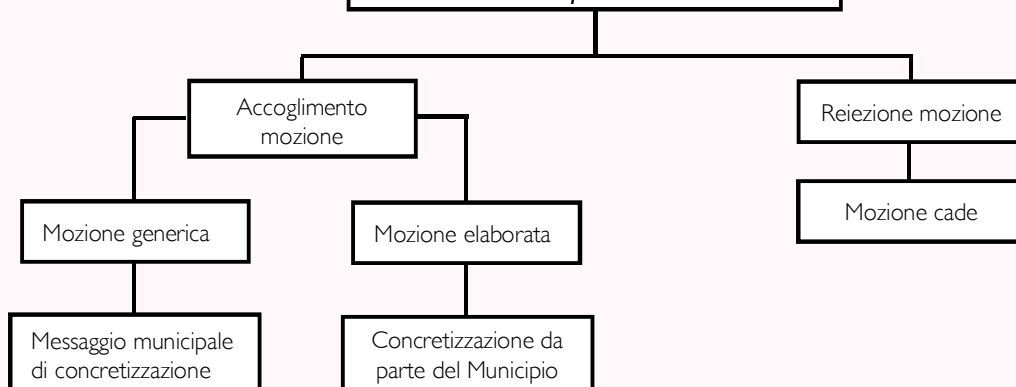 Accoglimento
mozione
Reiezione mozione
Mozione cade
Mozione generica
Mozione elaborata
Messaggio municipale
di concretizzazione
Concretizzazione da
parte del Municipio